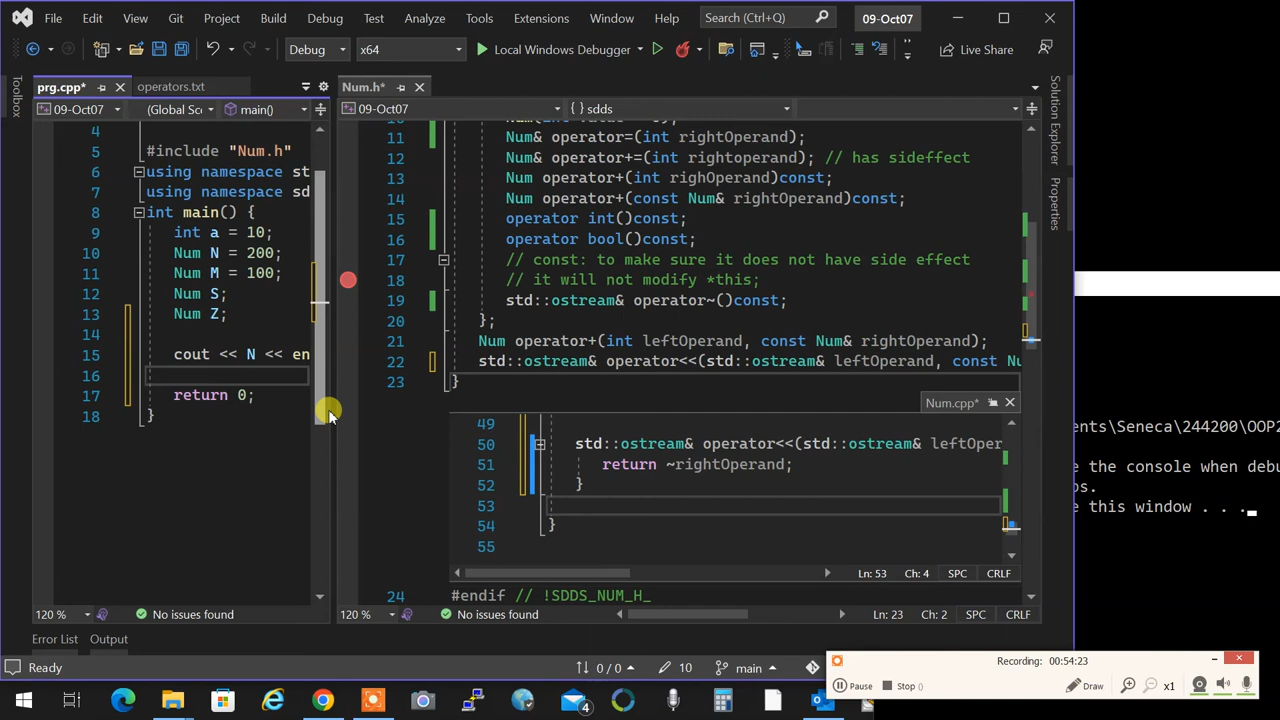 File Edit View Git Project Build Debug Test Analyze Tools Extensions Window Help Search (Ctrl+Q) 09-Oct07
Debug x64 Local Windows Debugger Live Share
prg.cpp* operators.txt Num.h*
09-Oct07 (Global Sc main() 09-Oct07 {} sdds
Toolbox
Solution Explorer
Properties
4
5 #include "Num.h"
6 using namespace st
7 using namespace sd
8 int main() {
9 int a = 10;
10 Num N = 200;
11 Num M = 100;
12 Num S;
13 Num Z;
14
15 cout << N << en
16
17 return 0;
18 }
11 Num& operator=(int rightOperand);
12 Num& operator+=(int rightoperand); // has sideffect
13 Num operator+(int righOperand)const;
14 Num operator+(const Num& rightOperand)const;
15 operator int()const;
16 operator bool()const;
17 // const: to make sure it does not have side effect
18 // it will not modify *this;
19 std::ostream& operator~()const;
20 };
21 Num operator+(int leftOperand, const Num& rightOperand);
22 std::ostream& operator<<(std::ostream& leftOperand, const Nu
23 }
Num.cpp*
49
50 std::ostream& operator<<(std::ostream& leftOper
51 return ~rightOperand;
52 }
53
54 }
55
Ln: 53 Ch: 4 SPC CRLF
24 #endif // !SDDS_NUM_H_
120 % No issues found 120 % No issues found Ln: 23 Ch: 2 SPC CRLF
Error List Output
Ready 0 / 0 10 main
ents\Seneca\244200\OOP2
e the console when debu
os.
e this window . . .
Recording: 00:54:23
Pause Stop () Draw x1
4